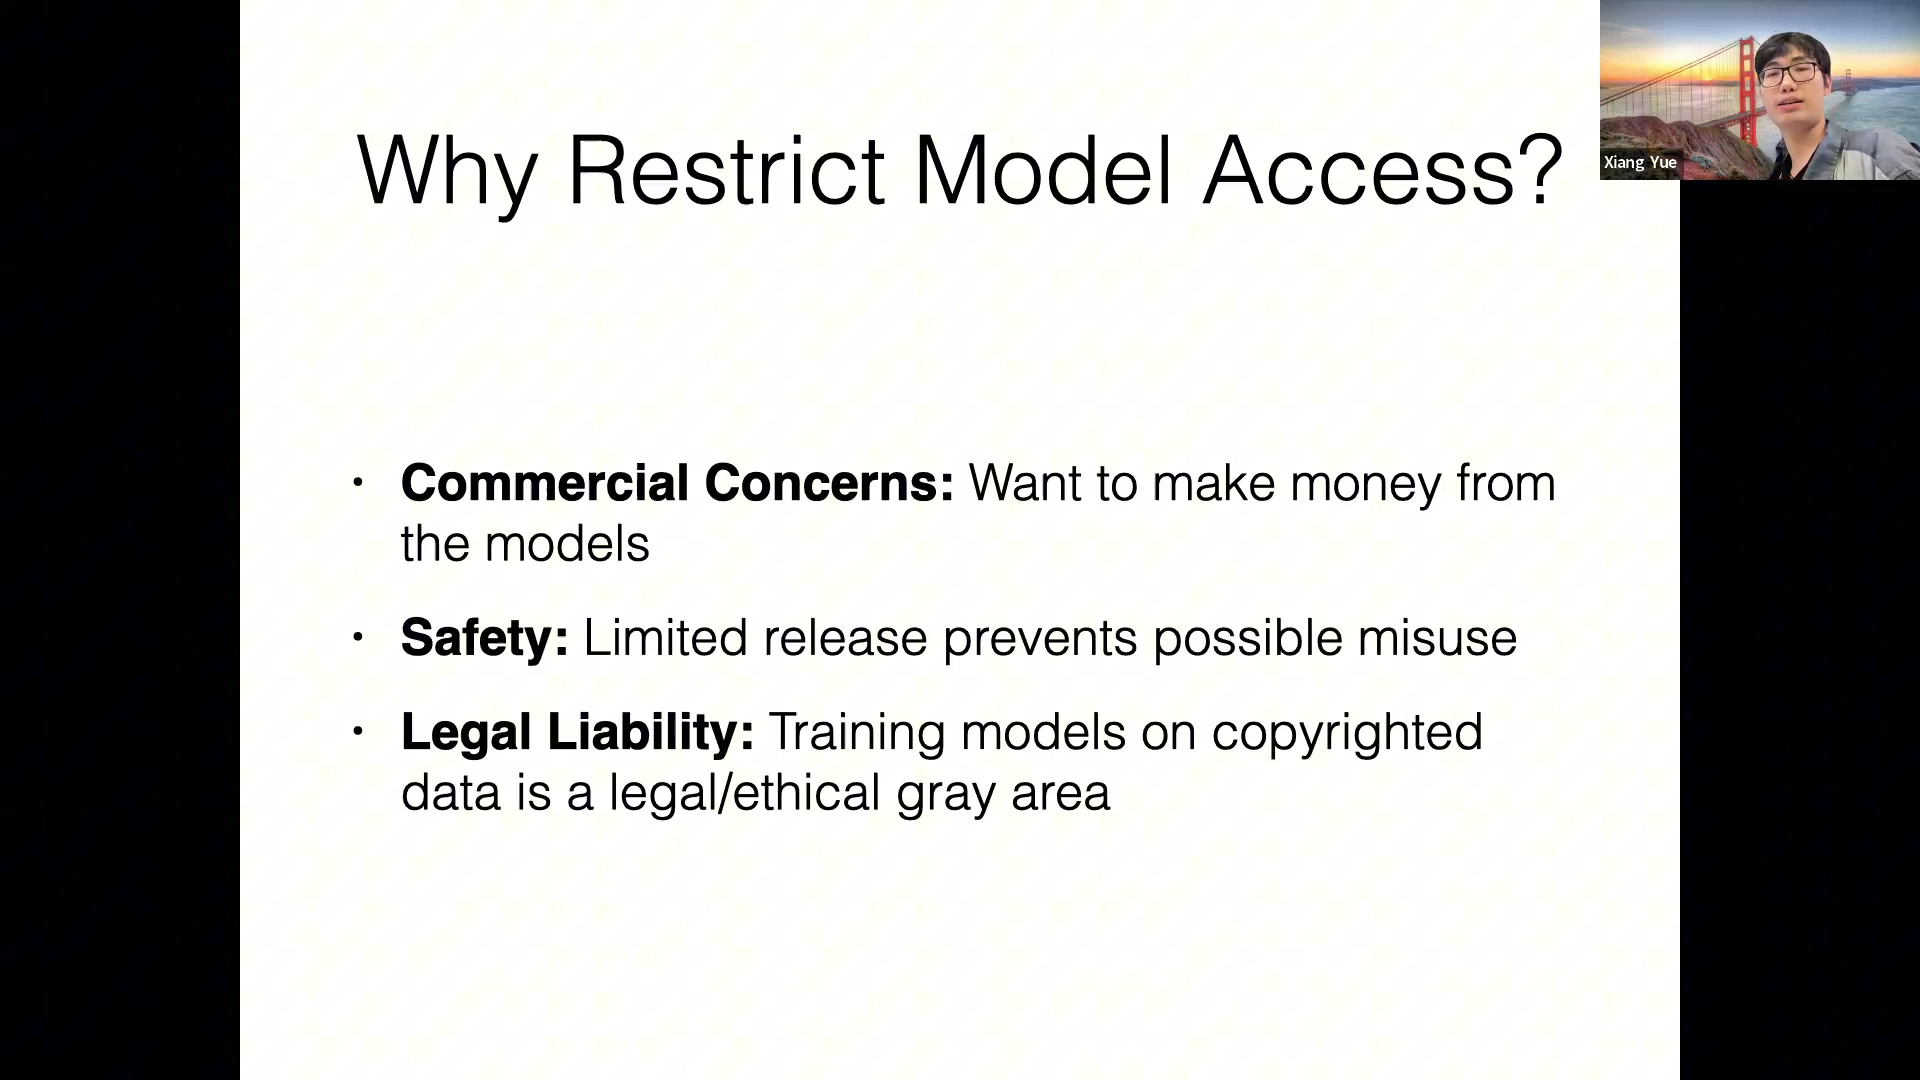 Why Restrict Model Access?
Xiang Yue
• Commercial Concerns: Want to make money from
the models
• Safety: Limited release prevents possible misuse
• Legal Liability: Training models on copyrighted
data is a legal/ethical gray area